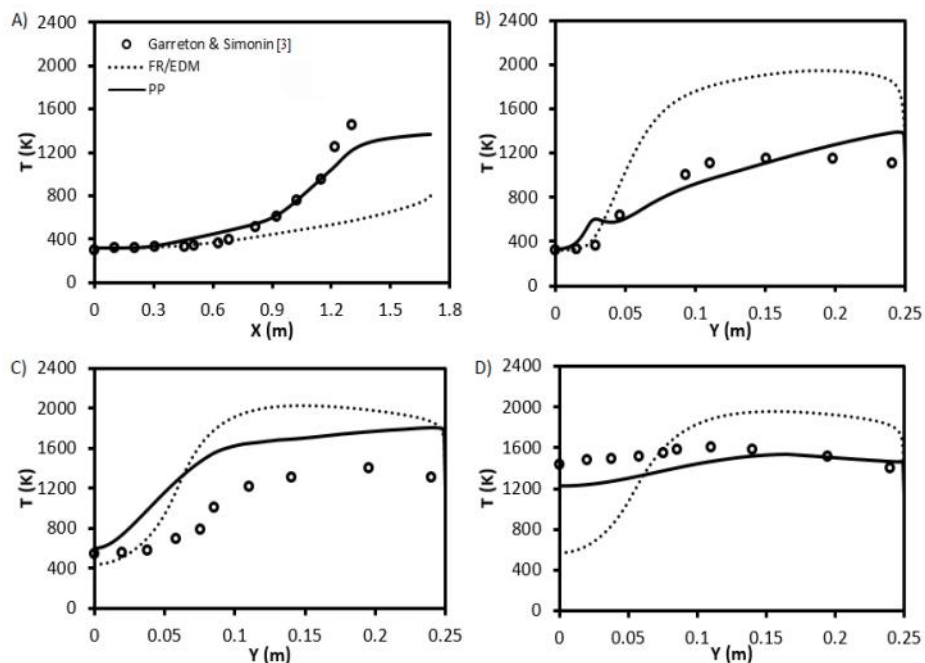 A)
2400
2000
1600
1200
800
400
0
T (K)
Garreton & Simonin [3]
FR/EDM
PP
0 0.3 0.6 0.9 1.2 1.5 1.8
X (m)
B)
2400
2000
1600
1200
800
400
0
T (K)
0 0.05 0.1 0.15 0.2 0.25
Y (m)
C)
2400
2000
1600
1200
800
400
0
T (K)
0 0.05 0.1 0.15 0.2 0.25
Y (m)
D)
2400
2000
1600
1200
800
400
0
T (K)
0 0.05 0.1 0.15 0.2 0.25
Y (m)